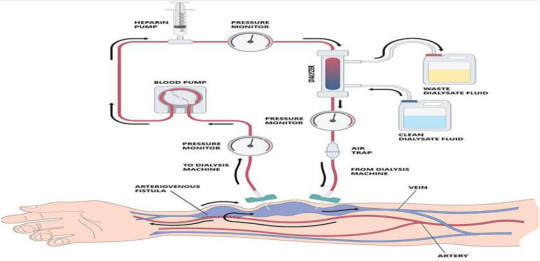 HEPARIN
PUMP
PRESSURE
MONITOR
DIALYZER
WASTE
DIALYSATE FLUID
BLOOD PUMP
CLEAN
DIALYSATE FLUID
PRESSURE
MONITOR
PRESSURE
MONITOR
AIR
TRAP
TO DIALYSIS
MACHINE
FROM DIALYSIS
MACHINE
ARTERIOVENOUS
FISTULA
VEIN
ARTERY